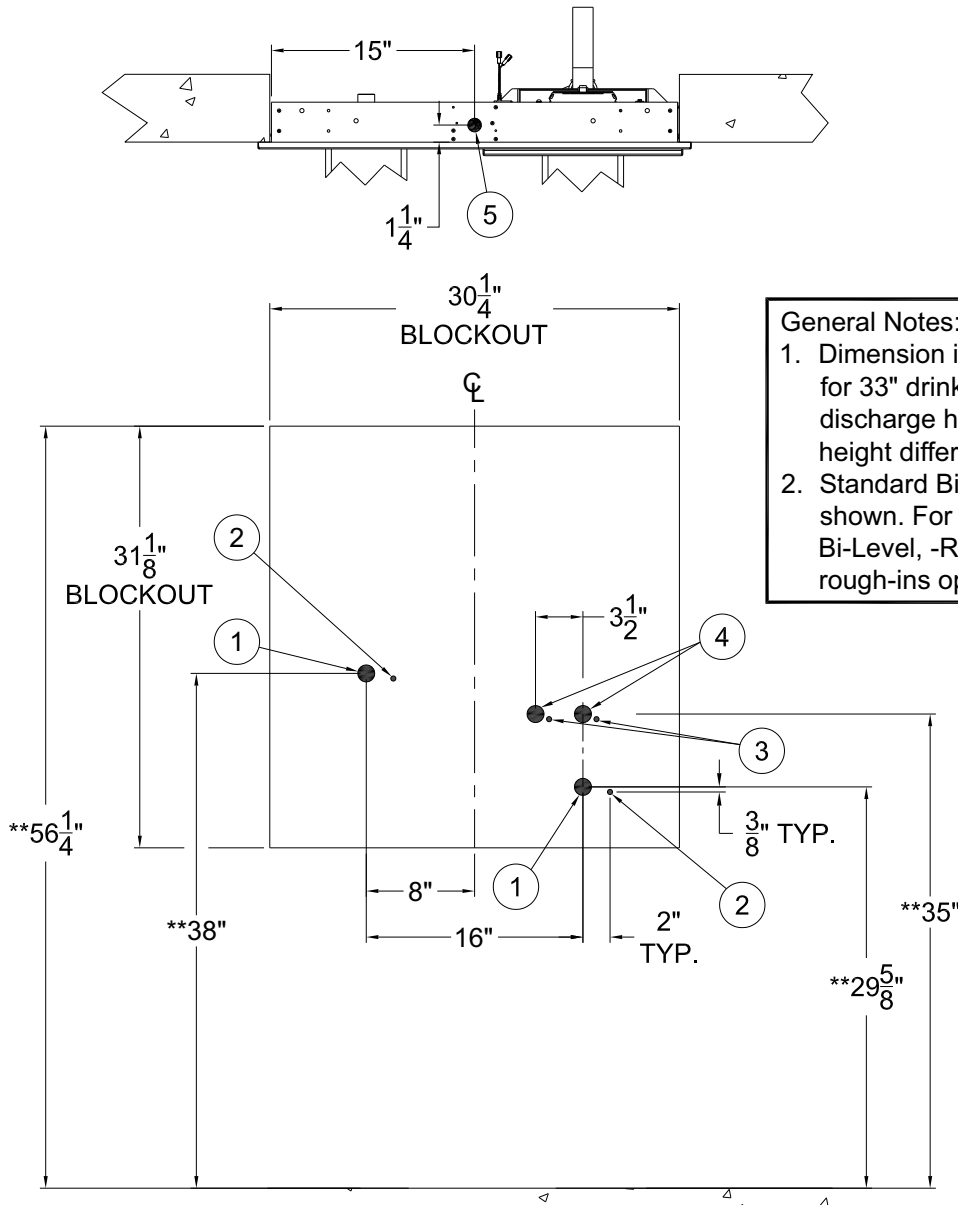 15"
1 1/4"
5
30 1/4"
BLOCKOUT
℄
General Notes:
1. Dimension i
for 33" drink
discharge h
height differ
2. Standard Bi
shown. For
Bi-Level, -R
rough-ins op
31 1/8"
BLOCKOUT
2
1
3 1/2"
4
3
3/8" TYP.
**56 1/4"
8"
1
2
**38"
16"
2"
TYP.
**35"
**29 5/8"